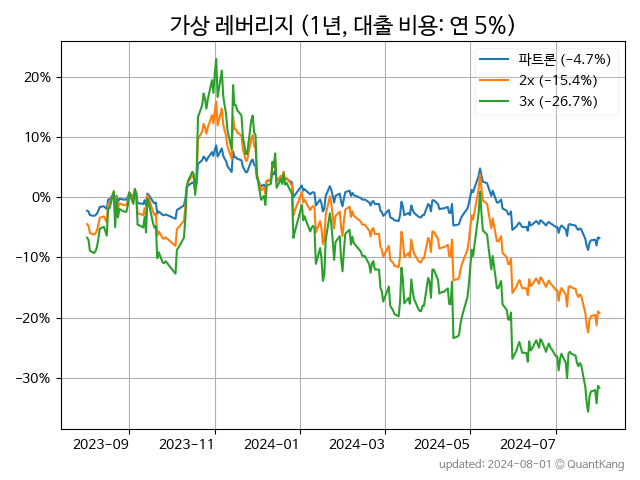 가상 레버리지 (1년, 대출 비용: 연 5%)
파트론 (−4.7%)
2x (−15.4%)
3x (−26.7%)
20%
10%
0%
−10%
−20%
−30%
2023-09 2023-11 2024-01 2024-03 2024-05 2024-07
updated: 2024-08-01 © QuantKang